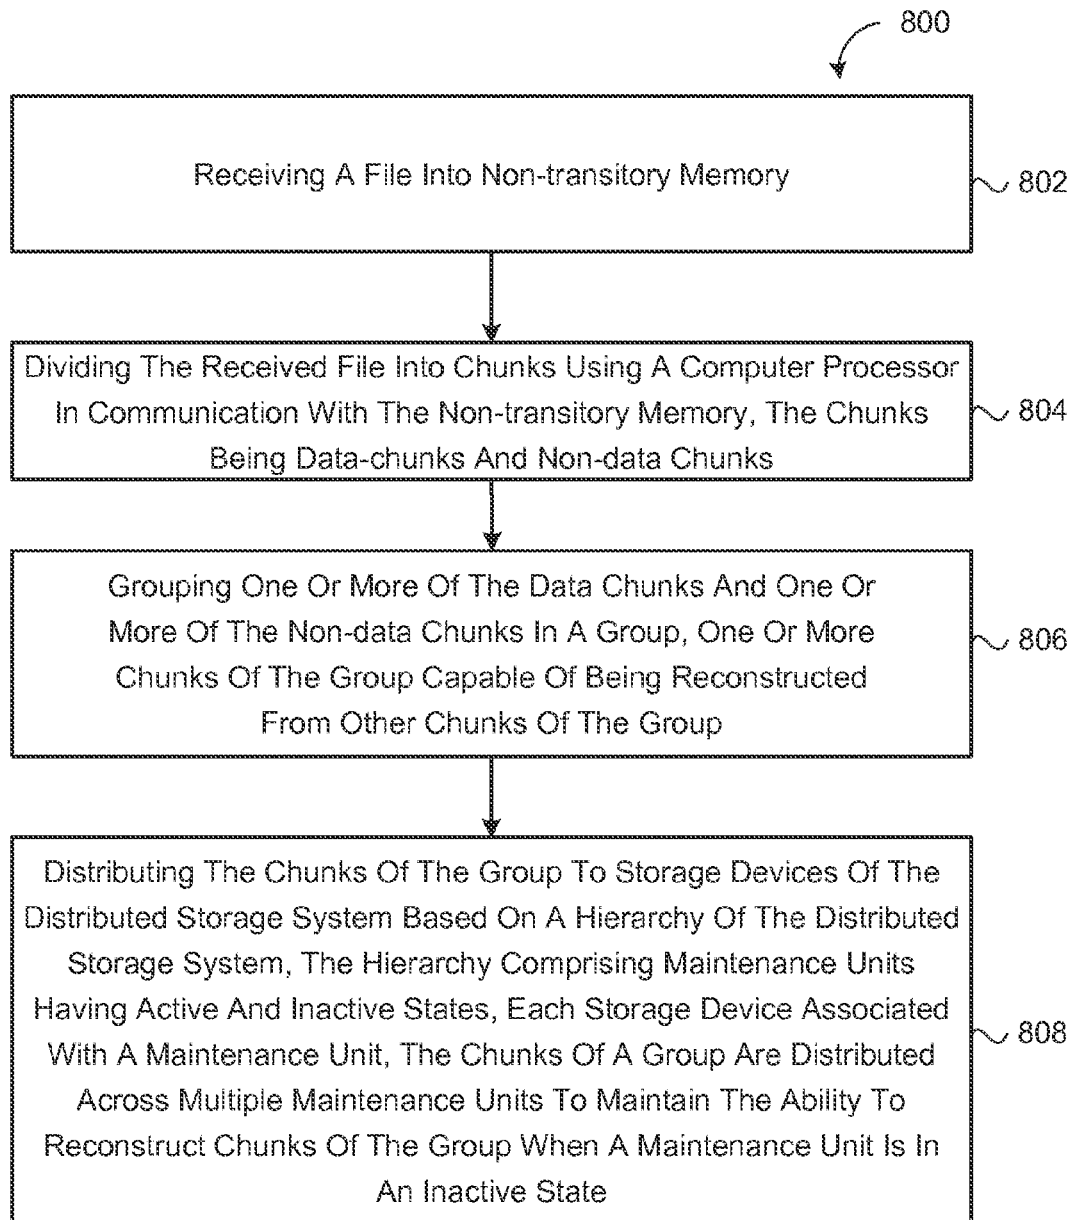 800
Receiving A File Into Non-transitory Memory
802
Dividing The Received File Into Chunks Using A Computer Processor
In Communication With The Non-transitory Memory, The Chunks
Being Data-chunks And Non-data Chunks
804
Grouping One Or More Of The Data Chunks And One Or
More Of The Non-data Chunks In A Group, One Or More
Chunks Of The Group Capable Of Being Reconstructed
From Other Chunks Of The Group
806
Distributing The Chunks Of The Group To Storage Devices Of The
Distributed Storage System Based On A Hierarchy Of The Distributed
Storage System, The Hierarchy Comprising Maintenance Units
Having Active And Inactive States, Each Storage Device Associated
With A Maintenance Unit, The Chunks Of A Group Are Distributed
Across Multiple Maintenance Units To Maintain The Ability To
Reconstruct Chunks Of The Group When A Maintenance Unit Is In
An Inactive State
808